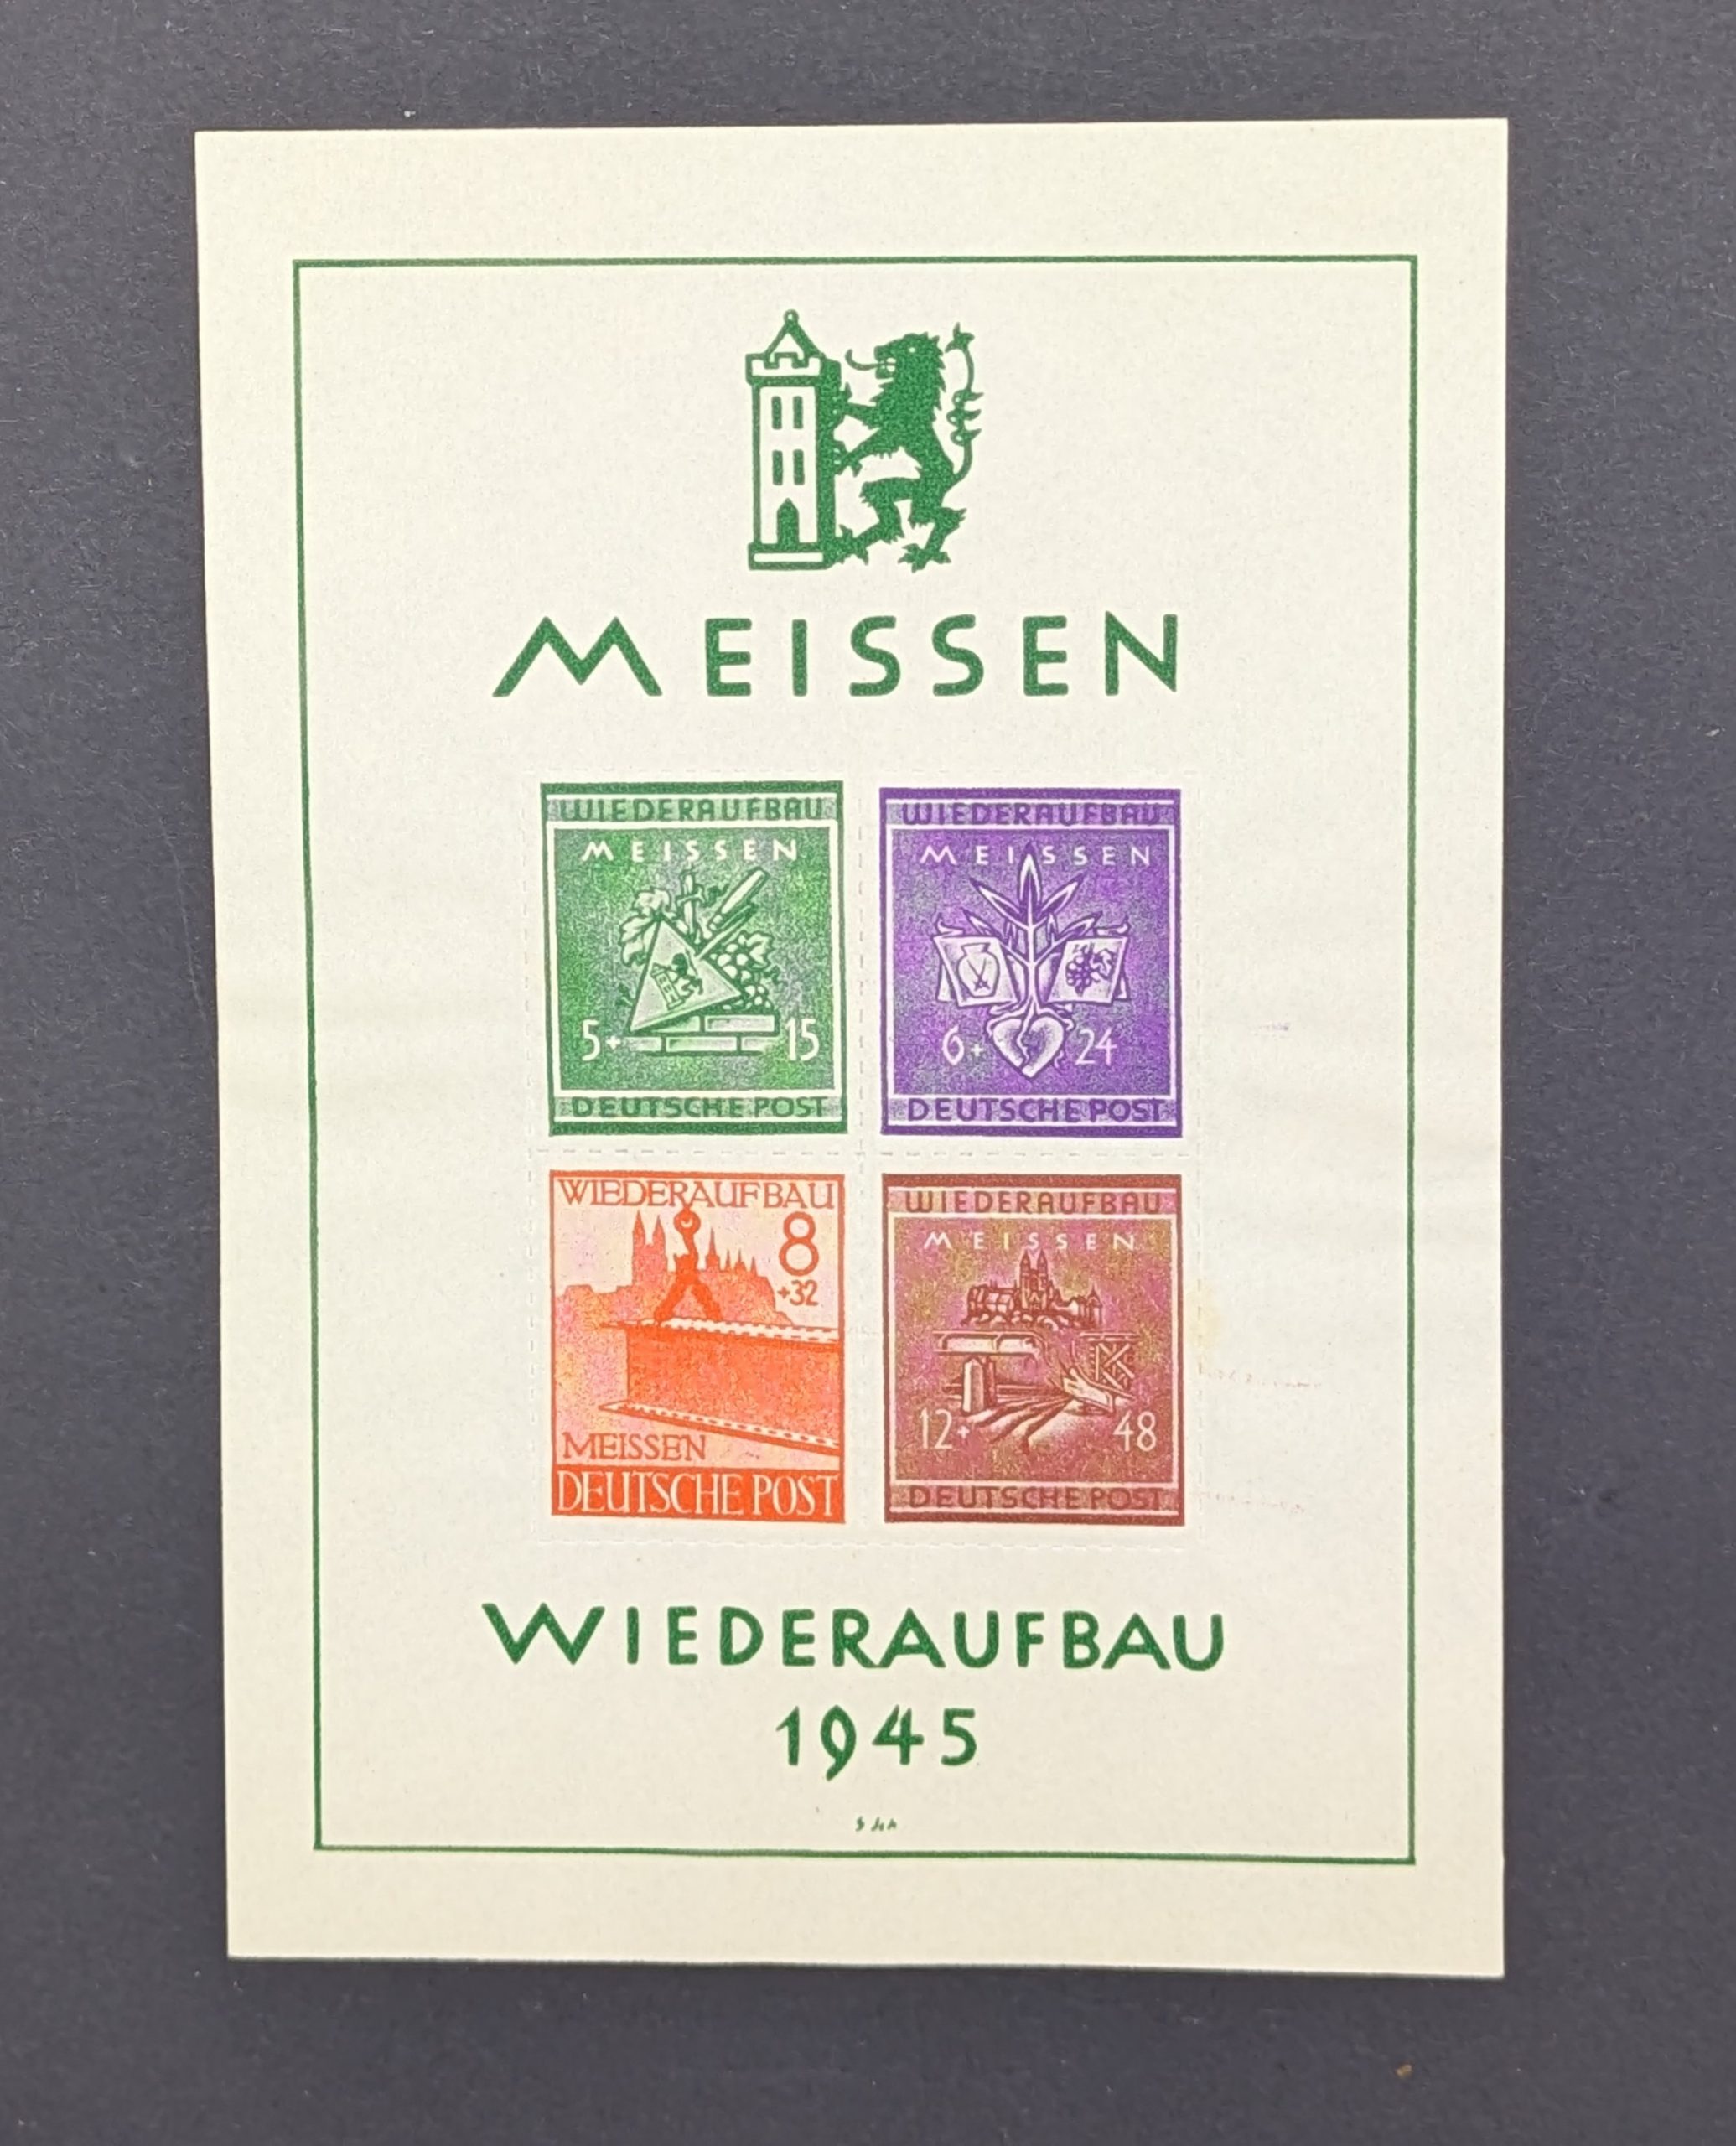 MEISSEN
WIEDERAUFBAU
MEISSEN
5+ 15
DEUTSCHE POST
WIEDERAUFBAU
MEISSEN
6+ 24
DEUTSCHE POST
WIEDERAUFBAU
8
+32
MEISSEN
DEUTSCHE POST
WIEDERAUFBAU
MEISSEN
12+ 48
DEUTSCHE POST
WIEDERAUFBAU
1945